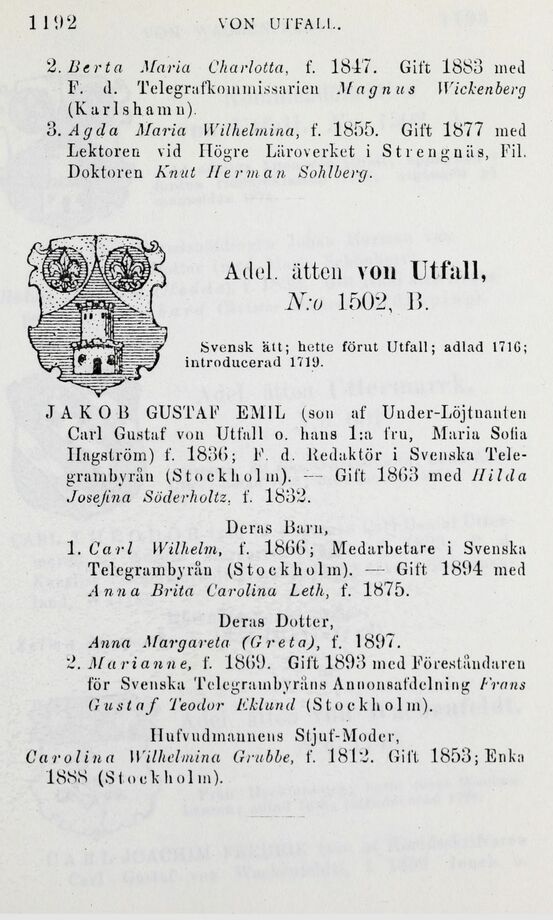 1192
VON UTFALL.
2. Berta Maria Charlotta, f. 1847. Gift 1883 med
F. d. Telegrafkommissarien Magnus Wickenberg
(Karlshamn).
3. Agda Maria Wilhelmina, f. 1855. Gift 1877 med
Lektoren vid Högre Läroverket i Strengnäs, Fil.
Doktoren Knut Herman Sohlberg.
Adel. ätten von Utfall,
N:o 1502, B.
Svensk ätt; hette förut Utfall; adlad 1716;
introducerad 1719.
JAKOB GUSTAF EMIL (son af Under-Löjtnanten
Carl Gustaf von Utfall o. hans 1:a fru, Maria Sofia
Hagström) f. 1836; F. d. Redaktör i Svenska Tele-
grambyrån (Stockholm). — Gift 1863 med Hilda
Josefina Söderholtz, f. 1832.
Deras Barn,
1. Carl Wilhelm, f. 1866; Medarbetare i Svenska
Telegrambyrån (Stockholm). — Gift 1894 med
Anna Brita Carolina Leth, f. 1875.
Deras Dotter,
Anna Margareta (Greta), f. 1897.
2. Marianne, f. 1869. Gift 1893 med Föreståndaren
för Svenska Telegrambyråns Annonsafdelning Frans
Gustaf Teodor Eklund (Stockholm).
Hufvudmannens Stjuf-Moder,
Carolina Wilhelmina Grubbe, f. 1812. Gift 1853; Enka
1888 (Stockholm).